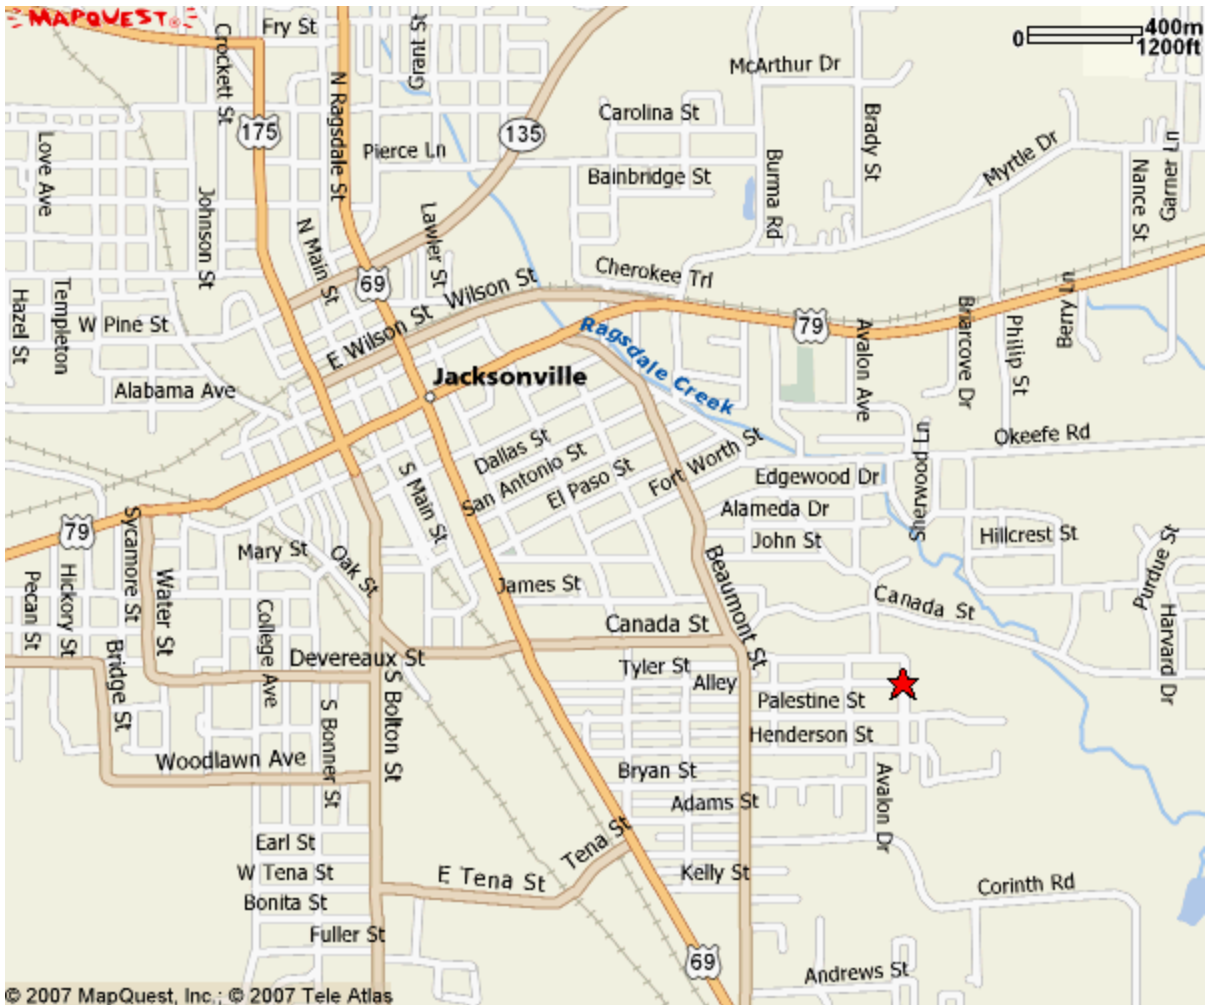 MAPQUEST
®
Fry St
Grant St
400m
0
1200ft
Crockett St
N Ragsdale St
McArthur Dr
Carolina St
Brady St
175
135
Love Ave
Pierce Ln
Myrtle Dr
Garner Ln
Bainbridge St
Burma Rd
Nance St
Johnson St
N Main St
Lawler St
69
Cherokee Trl
Wilson St
Berry Ln
Hazel St
Templeton
W Pine St
E Wilson St
79
Avalon Ave
Briarcove Dr
Philip St
Ragsdale Creek
Alabama Ave
Jacksonville
Dallas St
San Antonio St
El Paso St
Fort Worth St
Okeefe Rd
Sherwood Ln
S Main St
Edgewood Dr
Alameda Dr
79
Sycamore St
Mary St
Oak St
John St
Hillcrest St
Purdue St
Pecan St
Hickory St
Water St
College Ave
James St
Beaumont St
Canada St
Harvard Dr
Canada St
Bridge St
Devereaux St
Tyler St
Alley
Palestine St
S Bonner St
S Bolton St
Henderson St
Woodlawn Ave
Bryan St
Avalon Dr
Adams St
Earl St
Tena St
W Tena St
E Tena St
Kelly St
Corinth Rd
Bonita St
Fuller St
69
Andrews St
© 2007 MapQuest, Inc.; © 2007 Tele Atlas